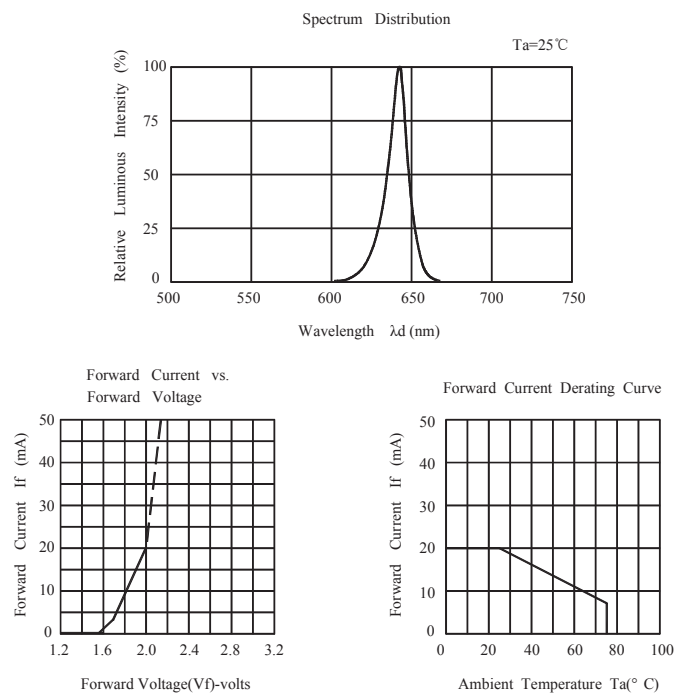 Spectrum Distribution
Ta=25℃
Relative Luminous Intensity (%)
100
75
50
25
0
500 550 600 650 700 750
Wavelength λd (nm)
Forward Current vs.
Forward Voltage
Forward Current If (mA)
50
40
30
20
10
0
1.2 1.6 2.0 2.4 2.8 3.2
Forward Voltage(Vf)-volts
Forward Current Derating Curve
Forward Current If (mA)
50
40
30
20
10
0 20 40 60 80 100
Ambient Temperature Ta(° C)